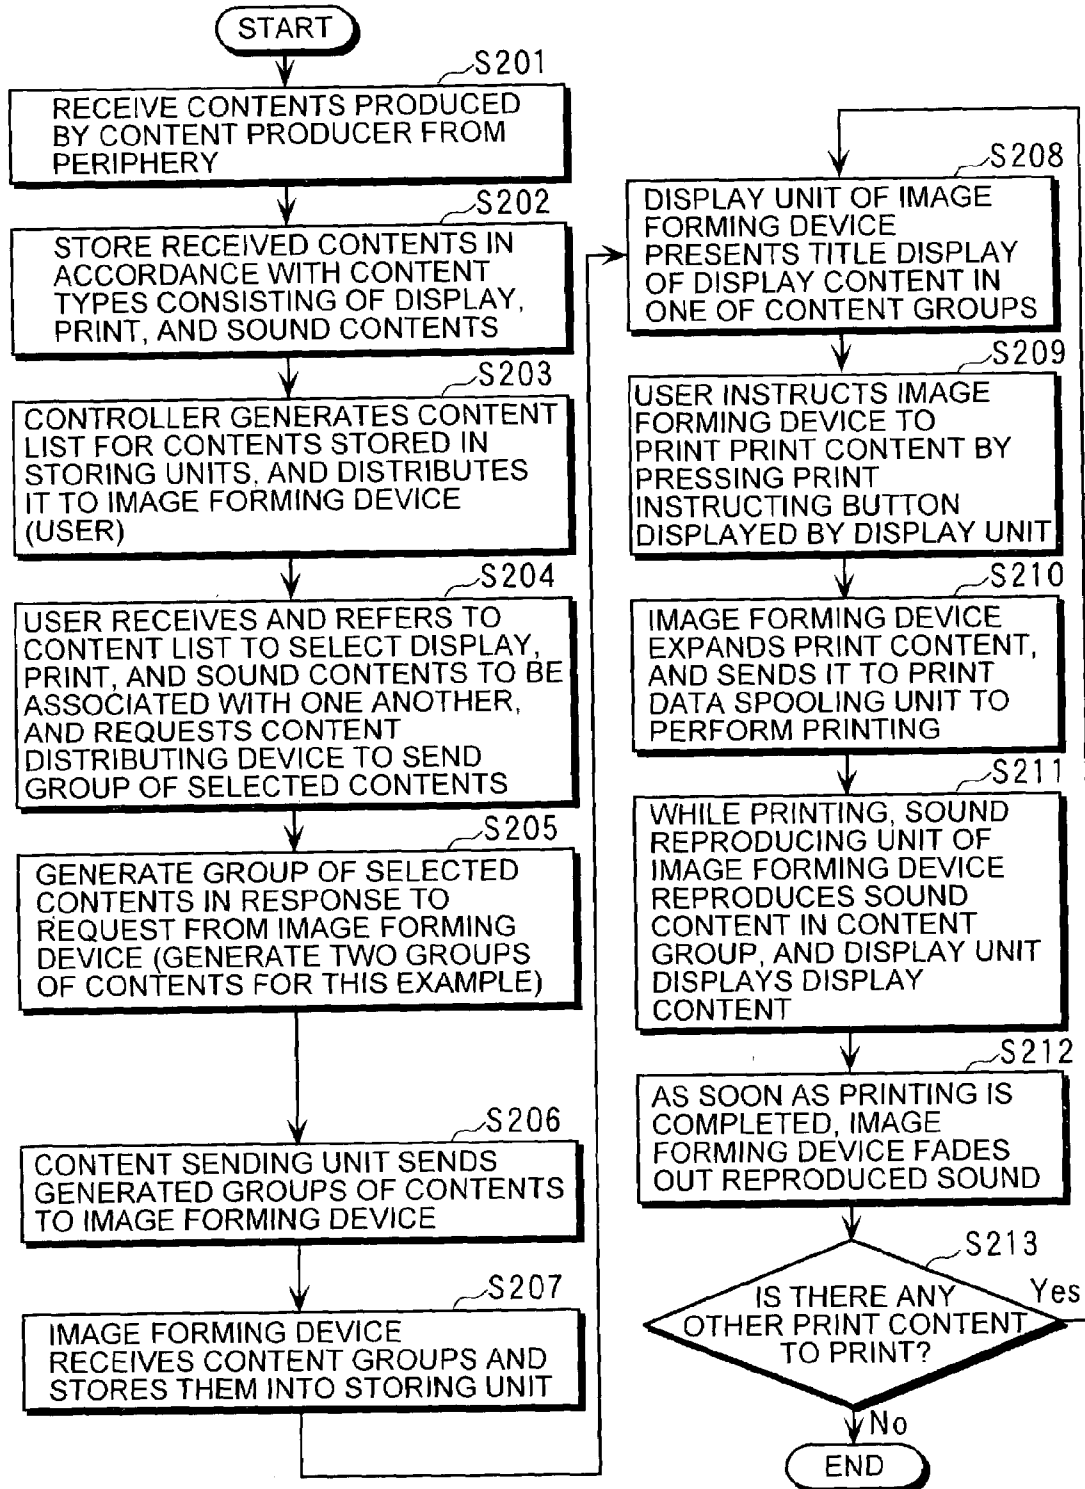 START
S201
RECEIVE CONTENTS PRODUCED
BY CONTENT PRODUCER FROM
PERIPHERY
S202
STORE RECEIVED CONTENTS IN
ACCORDANCE WITH CONTENT
TYPES CONSISTING OF DISPLAY,
PRINT, AND SOUND CONTENTS
S203
CONTROLLER GENERATES CONTENT
LIST FOR CONTENTS STORED IN
STORING UNITS, AND DISTRIBUTES
IT TO IMAGE FORMING DEVICE
(USER)
S204
USER RECEIVES AND REFERS TO
CONTENT LIST TO SELECT DISPLAY,
PRINT, AND SOUND CONTENTS TO BE
ASSOCIATED WITH ONE ANOTHER,
AND REQUESTS CONTENT
DISTRIBUTING DEVICE TO SEND
GROUP OF SELECTED CONTENTS
S205
GENERATE GROUP OF SELECTED
CONTENTS IN RESPONSE TO
REQUEST FROM IMAGE FORMING
DEVICE (GENERATE TWO GROUPS
OF CONTENTS FOR THIS EXAMPLE)
S206
CONTENT SENDING UNIT SENDS
GENERATED GROUPS OF CONTENTS
TO IMAGE FORMING DEVICE
S207
IMAGE FORMING DEVICE
RECEIVES CONTENT GROUPS AND
STORES THEM INTO STORING UNIT
S208
DISPLAY UNIT OF IMAGE
FORMING DEVICE
PRESENTS TITLE DISPLAY
OF DISPLAY CONTENT IN
ONE OF CONTENT GROUPS
S209
USER INSTRUCTS IMAGE
FORMING DEVICE TO
PRINT PRINT CONTENT BY
PRESSING PRINT
INSTRUCTING BUTTON
DISPLAYED BY DISPLAY UNIT
S210
IMAGE FORMING DEVICE
EXPANDS PRINT CONTENT,
AND SENDS IT TO PRINT
DATA SPOOLING UNIT TO
PERFORM PRINTING
S211
WHILE PRINTING, SOUND
REPRODUCING UNIT OF
IMAGE FORMING DEVICE
REPRODUCES SOUND
CONTENT IN CONTENT
GROUP, AND DISPLAY UNIT
DISPLAYS DISPLAY
CONTENT
S212
AS SOON AS PRINTING IS
COMPLETED, IMAGE
FORMING DEVICE FADES
OUT REPRODUCED SOUND
S213
IS THERE ANY
OTHER PRINT CONTENT
TO PRINT?
Yes
No
END